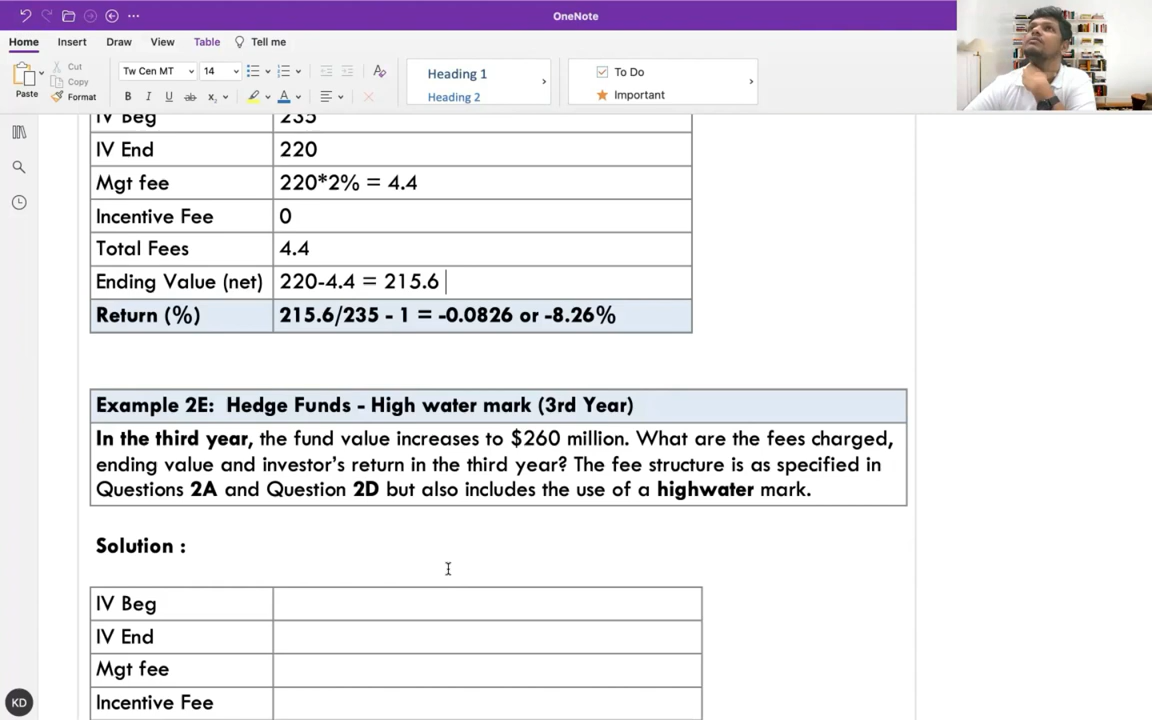 OneNote
Home Insert Draw View Table Tell me
Paste
Cut
Copy
Format
Tw Cen MT 14
B I U ab X₂ A
Heading 1
Heading 2
To Do
Important
IV Beg 235
IV End 220
Mgt fee 220*2% = 4.4
Incentive Fee 0
Total Fees 4.4
Ending Value (net) 220-4.4 = 215.6
Return (%) 215.6/235 - 1 = -0.0826 or -8.26%
Example 2E: Hedge Funds - High water mark (3rd Year)
In the third year, the fund value increases to $260 million. What are the fees charged,
ending value and investor's return in the third year? The fee structure is as specified in
Questions 2A and Question 2D but also includes the use of a highwater mark.
Solution :
IV Beg
IV End
Mgt fee
Incentive Fee
KD